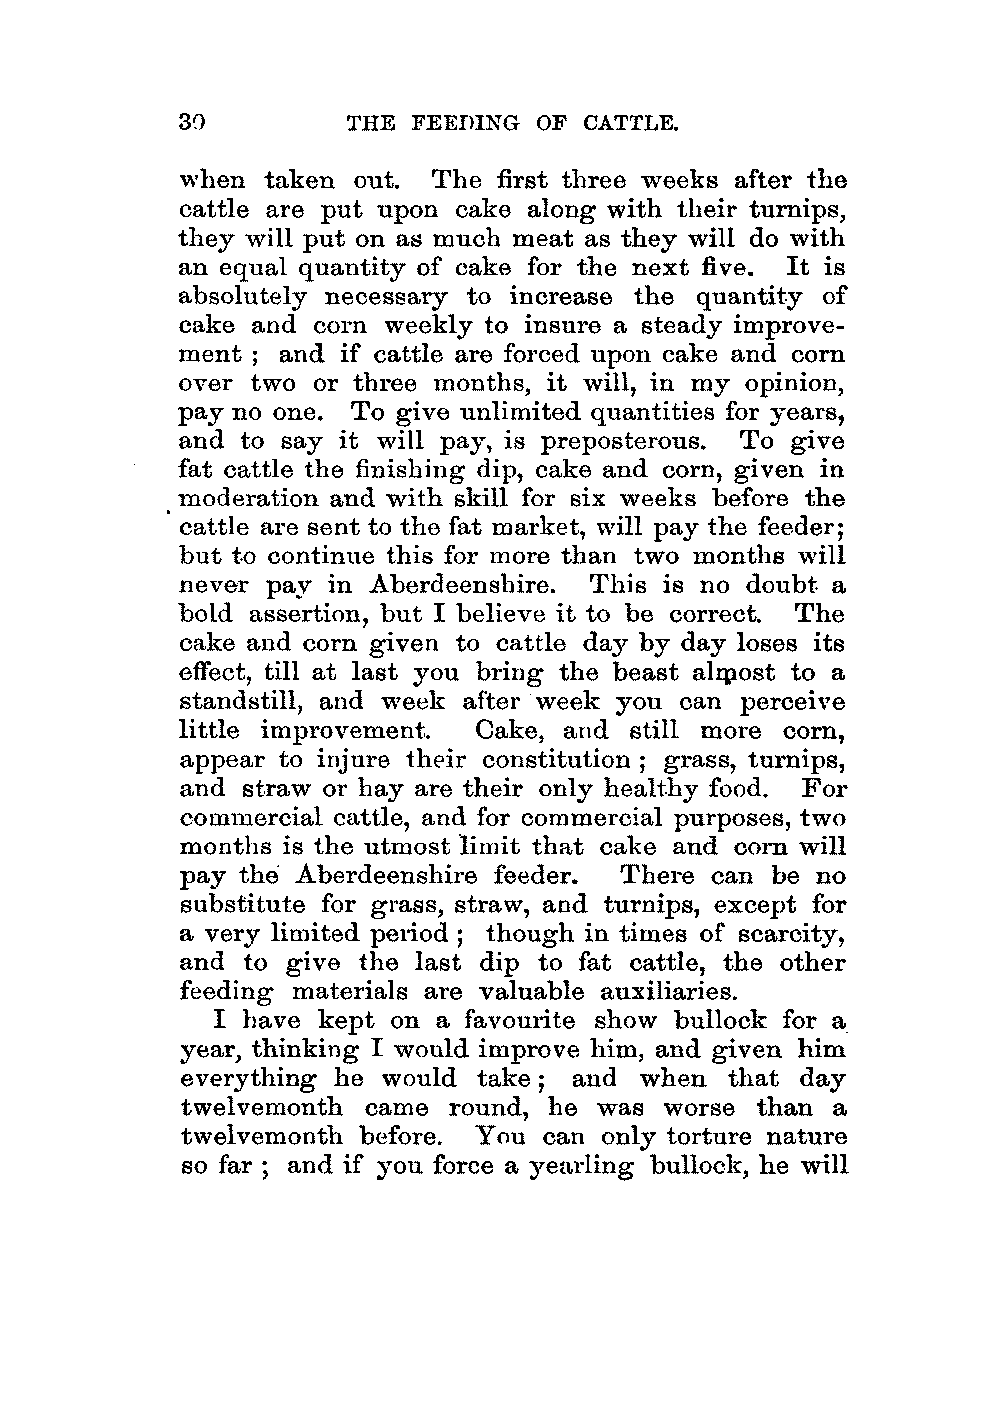 30 THE FEEDING OF CATTLE.
when taken out. The first three weeks after the
cattle are put upon cake along with their turnips,
they will put on as much meat as they will do with
an equal quantity of cake for the next five. It is
absolutely necessary to increase the quantity of
cake and corn weekly to insure a steady improve-
ment ; and if cattle are forced upon cake and corn
over two or three months, it will, in my opinion,
pay no one. To give unlimited quantities for years,
and to say it will pay, is preposterous. To give
fat cattle the finishing dip, cake and corn, given in
moderation and with skill for six weeks before the
cattle are sent to the fat market, will pay the feeder;
but to continue this for more than two months will
never pay in Aberdeenshire. This is no doubt a
bold assertion, but I believe it to be correct. The
cake and corn given to cattle day by day loses its
effect, till at last you bring the beast almost to a
standstill, and week after week you can perceive
little improvement. Cake, and still more corn,
appear to injure their constitution ; grass, turnips,
and straw or hay are their only healthy food. For
commercial cattle, and for commercial purposes, two
months is the utmost limit that cake and corn will
pay the Aberdeenshire feeder. There can be no
substitute for grass, straw, and turnips, except for
a very limited period ; though in times of scarcity,
and to give the last dip to fat cattle, the other
feeding materials are valuable auxiliaries.
I have kept on a favourite show bullock for a
year, thinking I would improve him, and given him
everything he would take ; and when that day
twelvemonth came round, he was worse than a
twelvemonth before. You can only torture nature
so far ; and if you force a yearling bullock, he will